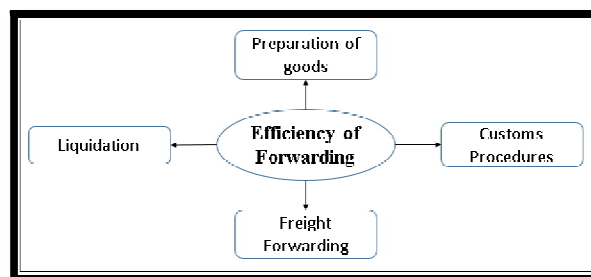 Preparation of
goods
Liquidation
Efficiency of
Forwarding
Customs
Procedures
Freight
Forwarding